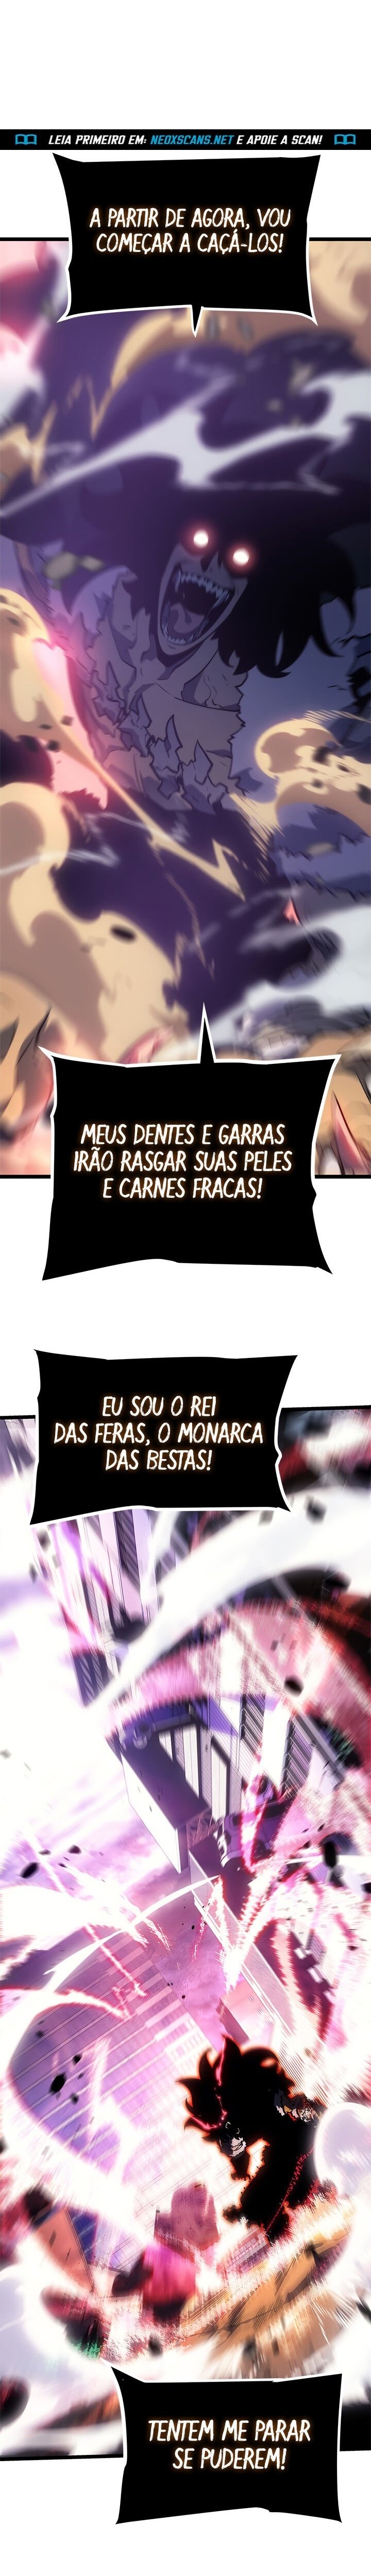 LEIA PRIMEIRO EM: NEOXSCANS.NET E APOIE A SCAN!
A PARTIR DE AGORA, VOU
COMEÇAR A CAÇÁ-LOS!
MEUS DENTES E GARRAS
IRÃO RASGAR SUAS PELES
E CARNES FRACAS!
EU SOU O REI
DAS FERAS, O MONARCA
DAS BESTAS!
TENTEM ME PARAR
SE PUDEREM!